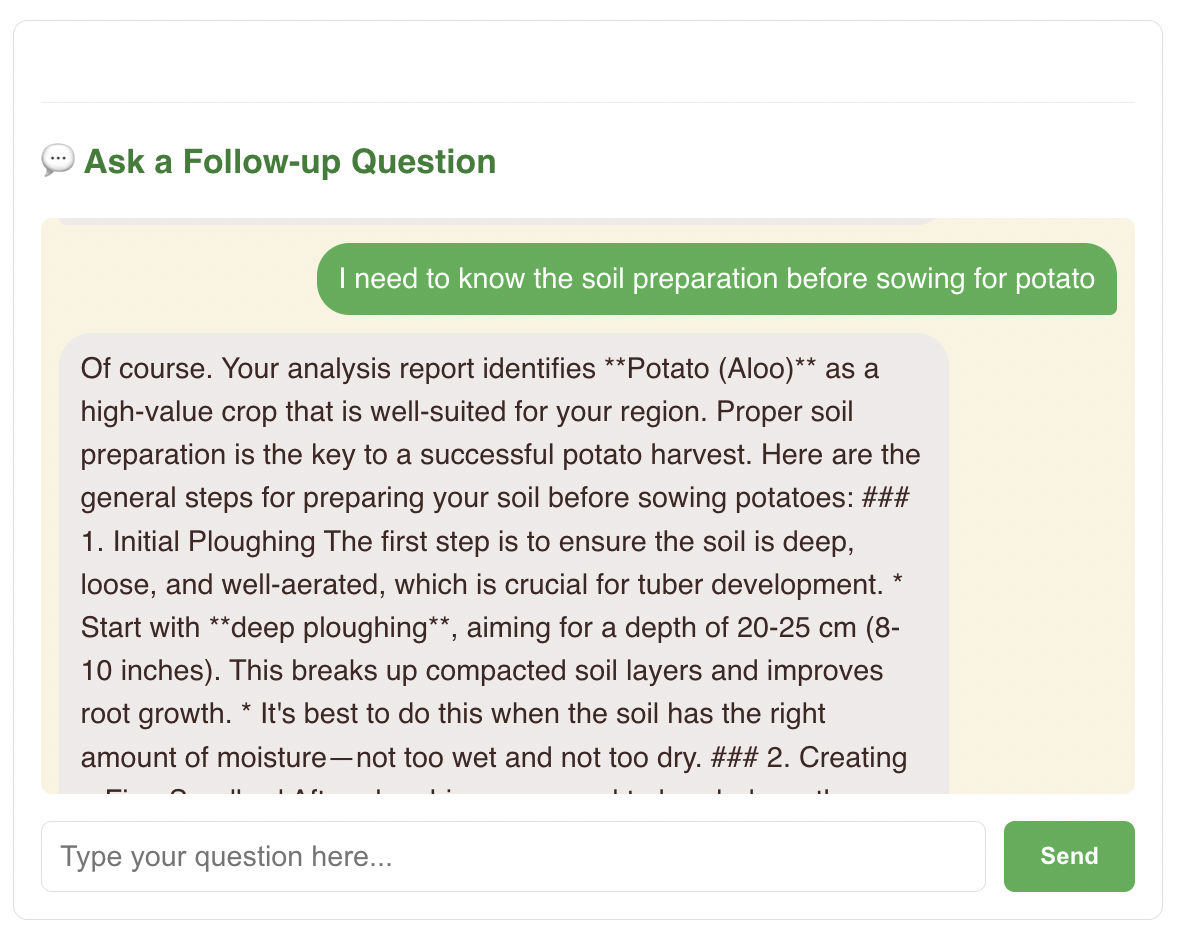 💬 Ask a Follow-up Question
I need to know the soil preparation before sowing for potato
Of course. Your analysis report identifies **Potato (Aloo)** as a
high-value crop that is well-suited for your region. Proper soil
preparation is the key to a successful potato harvest. Here are the
general steps for preparing your soil before sowing potatoes: ###
1. Initial Ploughing The first step is to ensure the soil is deep,
loose, and well-aerated, which is crucial for tuber development. *
Start with **deep ploughing**, aiming for a depth of 20-25 cm (8-
10 inches). This breaks up compacted soil layers and improves
root growth. * It's best to do this when the soil has the right
amount of moisture—not too wet and not too dry. ### 2. Creating
Type your question here...
Send